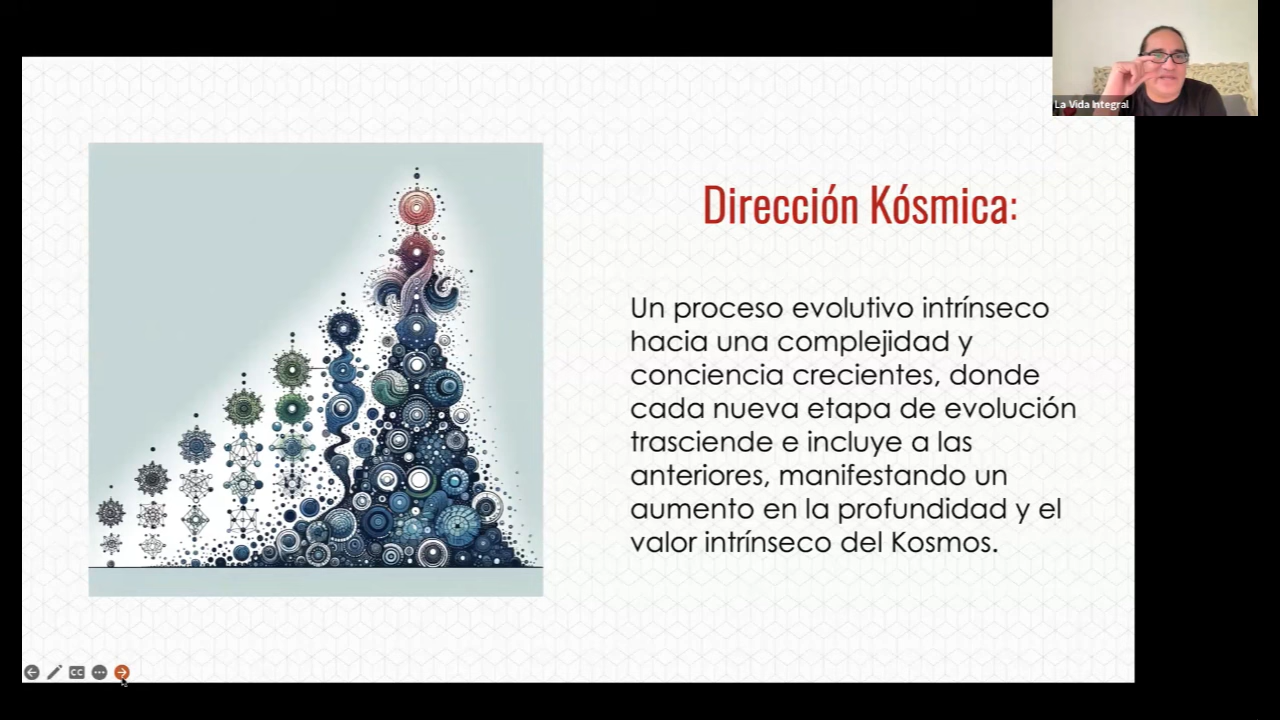 La Vida Integral
Dirección Kósmica:
Un proceso evolutivo intrínseco
hacia una complejidad y
conciencia crecientes, donde
cada nueva etapa de evolución
trasciende e incluye a las
anteriores, manifestando un
aumento en la profundidad y el
valor intrínseco del Kosmos.
CC